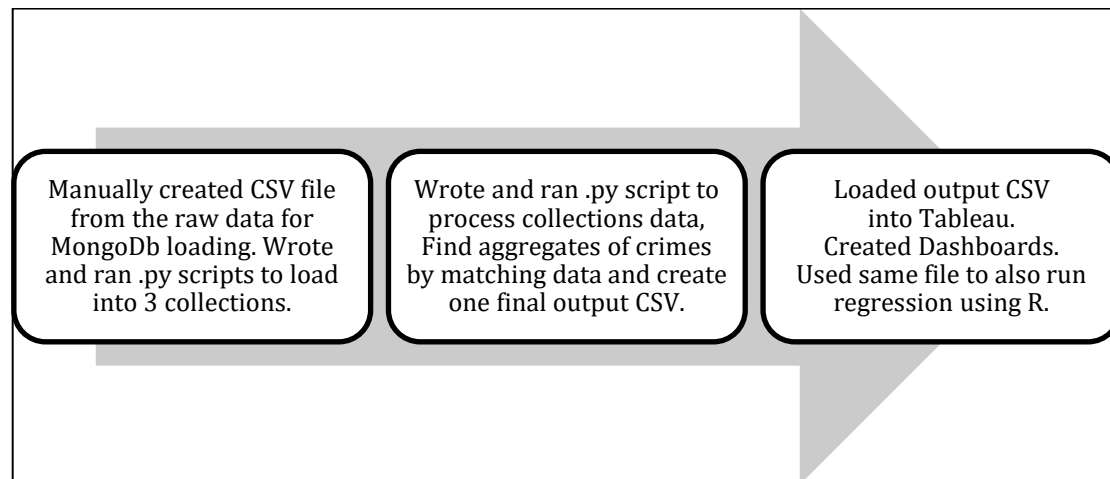 Manually created CSV file
from the raw data for
MongoDb loading. Wrote
and ran .py scripts to load
into 3 collections.
Wrote and ran .py script to
process collections data,
Find aggregates of crimes
by matching data and create
one final output CSV.
Loaded output CSV
into Tableau.
Created Dashboards.
Used same file to also run
regression using R.